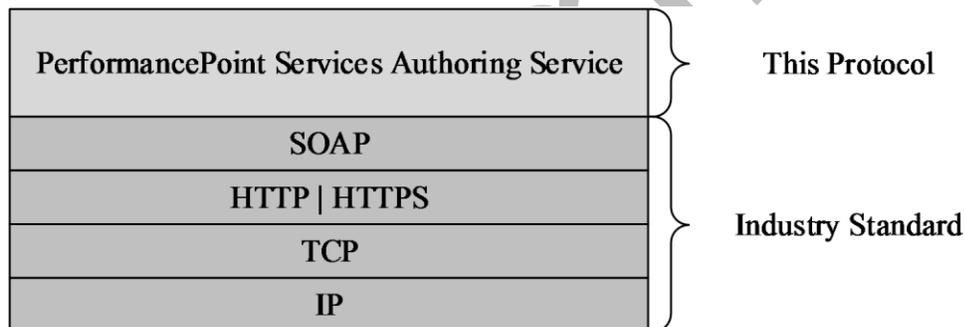 PerformancePoint Services Authoring Service
This Protocol
SOAP
HTTP | HTTPS
TCP
Industry Standard
IP